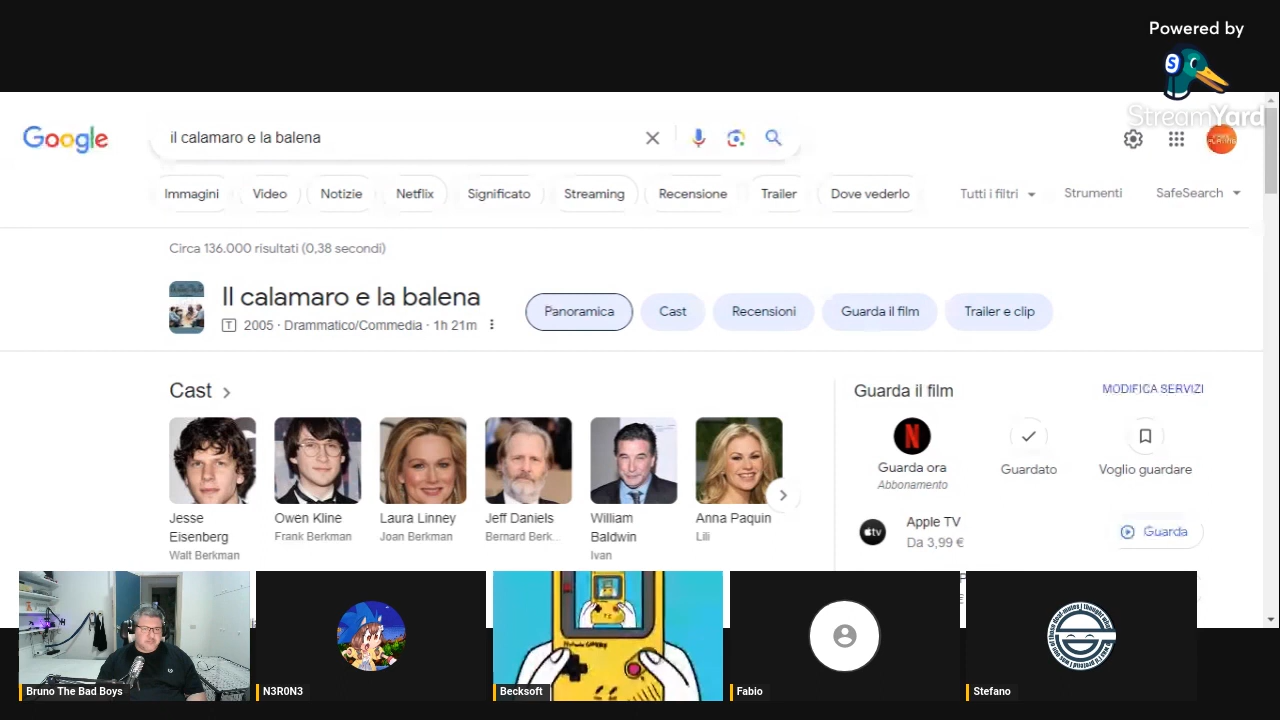 Powered by
StreamYard
Google
il calamaro e la balena
Immagini
Video
Notizie
Netflix
Significato
Streaming
Recensione
Trailer
Dove vederlo
Tutti i filtri
Strumenti
SafeSearch
Circa 136.000 risultati (0,38 secondi)
Il calamaro e la balena
T 2005 · Drammatico/Commedia · 1h 21m
Panoramica
Cast
Recensioni
Guarda il film
Trailer e clip
Cast
Jesse
Eisenberg
Walt Berkman
Owen Kline
Frank Berkman
Laura Linney
Joan Berkman
Jeff Daniels
Bernard Berk...
William
Baldwin
Ivan
Anna Paquin
Lili
Guarda il film
MODIFICA SERVIZI
Guarda ora
Abbonamento
Guardato
Voglio guardare
Apple TV
Da 3,99 €
Guarda
Bruno The Bad Boys
N3R0N3
Becksoft
Fabio
Stefano